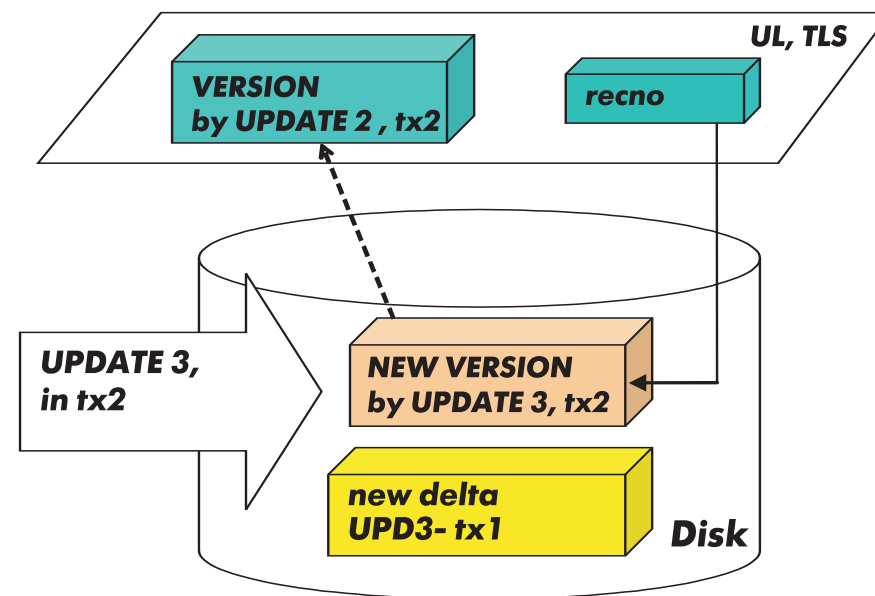 UL, TLS
VERSION
by UPDATE 2 , tx2
recno
UPDATE 3,
in tx2
NEW VERSION
by UPDATE 3, tx2
new delta
UPD3- tx1
Disk